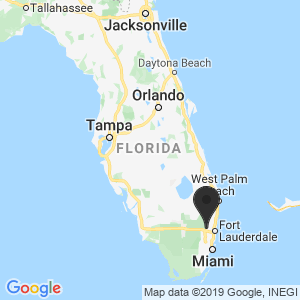 Tallahassee
Jacksonville
Daytona Beach
Orlando
Tampa
FLORIDA
West Palm
Beach
Fort
Lauderdale
Miami
Google
Map data ©2019 Google, INEGI